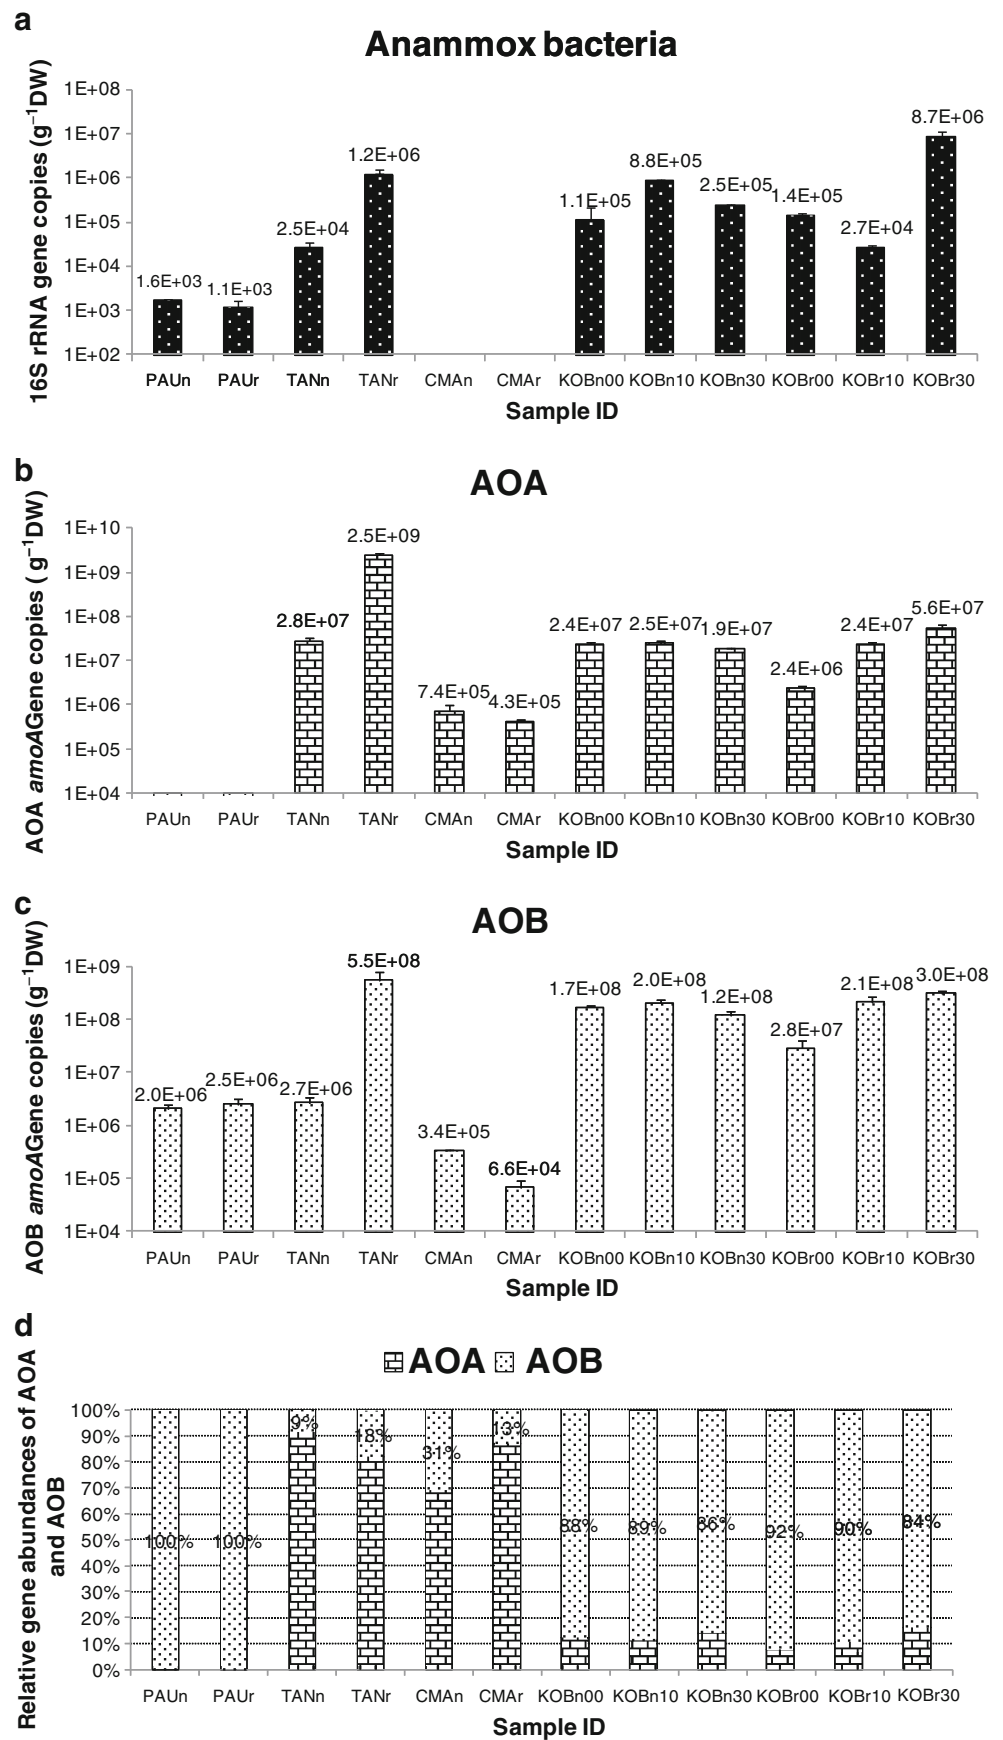 a
Anammox bacteria
16S rRNA gene copies (g⁻¹DW)
1E+08
1E+07
1E+06
1E+05
1E+04
1E+03
1E+02
1.6E+03 1.1E+03 2.5E+04 1.2E+06 1.1E+05 8.8E+05 2.5E+05 1.4E+05 2.7E+04 8.7E+06
PAUn PAUr TANn TANr CMAn CMAr KOBn00 KOBn10 KOBn30 KOBr00 KOBr10 KOBr30
Sample ID
b
AOA
AOA amoAGene copies ( g⁻¹DW)
1E+10
1E+09
1E+08
1E+07
1E+06
1E+05
1E+04
2.8E+07 2.5E+09 7.4E+05 4.3E+05 2.4E+07 2.5E+07 1.9E+07 2.4E+06 2.4E+07 5.6E+07
PAUn PAUr TANn TANr CMAn CMAr KOBn00 KOBn10 KOBn30 KOBr00 KOBr10 KOBr30
Sample ID
c
AOB
AOB amoAGene copies (g⁻¹DW)
1E+09
1E+08
1E+07
1E+06
1E+05
1E+04
2.0E+06 2.5E+06 2.7E+06 5.5E+08 3.4E+05 6.6E+04 1.7E+08 2.0E+08 1.2E+08 2.8E+07 2.1E+08 3.0E+08
PAUn PAUr TANn TANr CMAn CMAr KOBn00 KOBn10 KOBn30 KOBr00 KOBr10 KOBr30
Sample ID
d
AOA AOB
Relative gene abundances of AOA
and AOB
100%
90%
80%
70%
60%
50%
40%
30%
20%
10%
0%
100% 100% 9% 18% 31% 13% 88% 89% 86% 92% 90% 84%
PAUn PAUr TANn TANr CMAn CMAr KOBn00 KOBn10 KOBn30 KOBr00 KOBr10 KOBr30
Sample ID